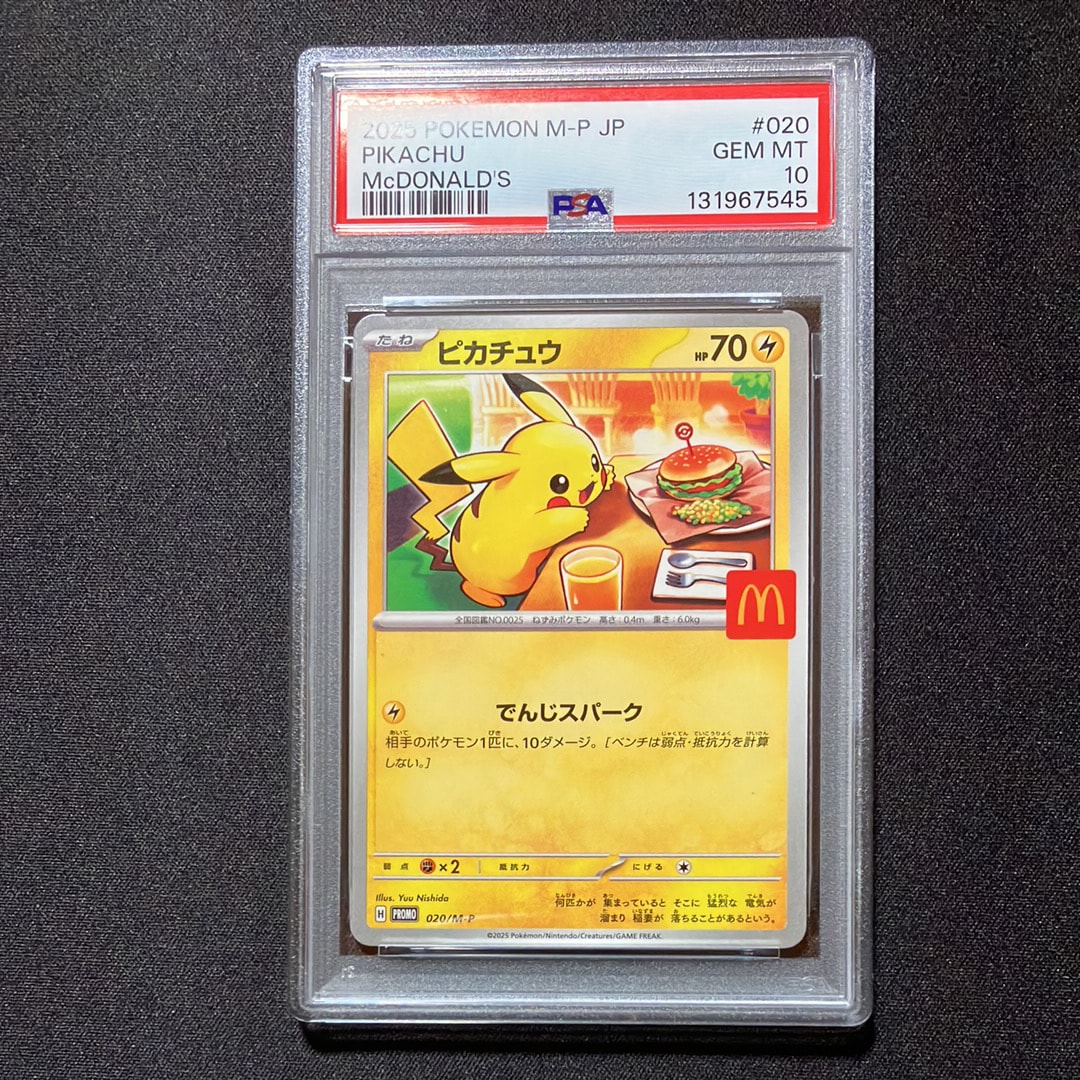 2025 POKEMON M-P JP #020
PIKACHU GEM MT
McDONALD'S 10
PSA 131967545
たね ピカチュウ HP 70
全国図鑑NO.0025 ねずみポケモン 高さ:0.4m 重さ:6.0kg
でんじスパーク
相手のポケモン1匹に、10ダメージ。[ベンチは弱点・抵抗力を計算
しない。]
弱点 ×2 抵抗力 にげる
Illus. Yuu Nishida
何匹かが 集まっていると そこに 猛烈な 電気が
溜まり 稲妻が 落ちることがあるという。
H PROMO 020/M-P
©2025 Pokémon/Nintendo/Creatures/GAME FREAK.